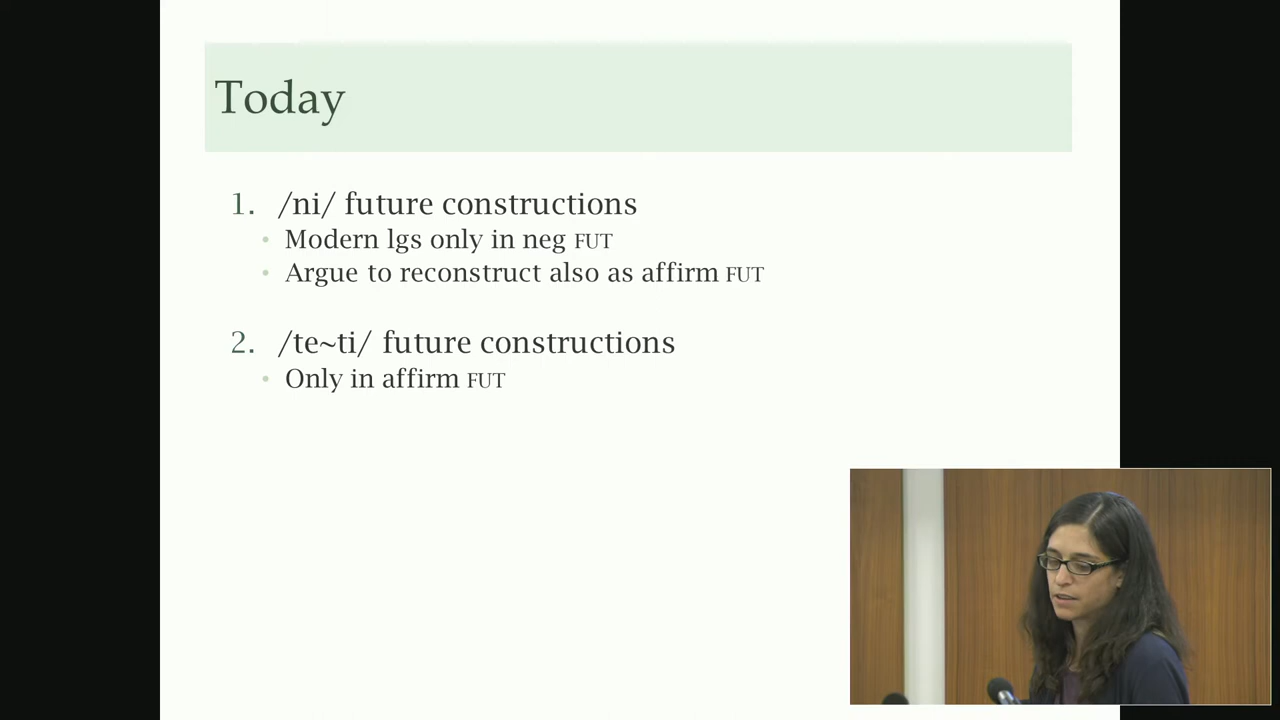 Today
1. /ni/ future constructions
• Modern lgs only in neg FUT
• Argue to reconstruct also as affirm FUT
2. /te~ti/ future constructions
• Only in affirm FUT